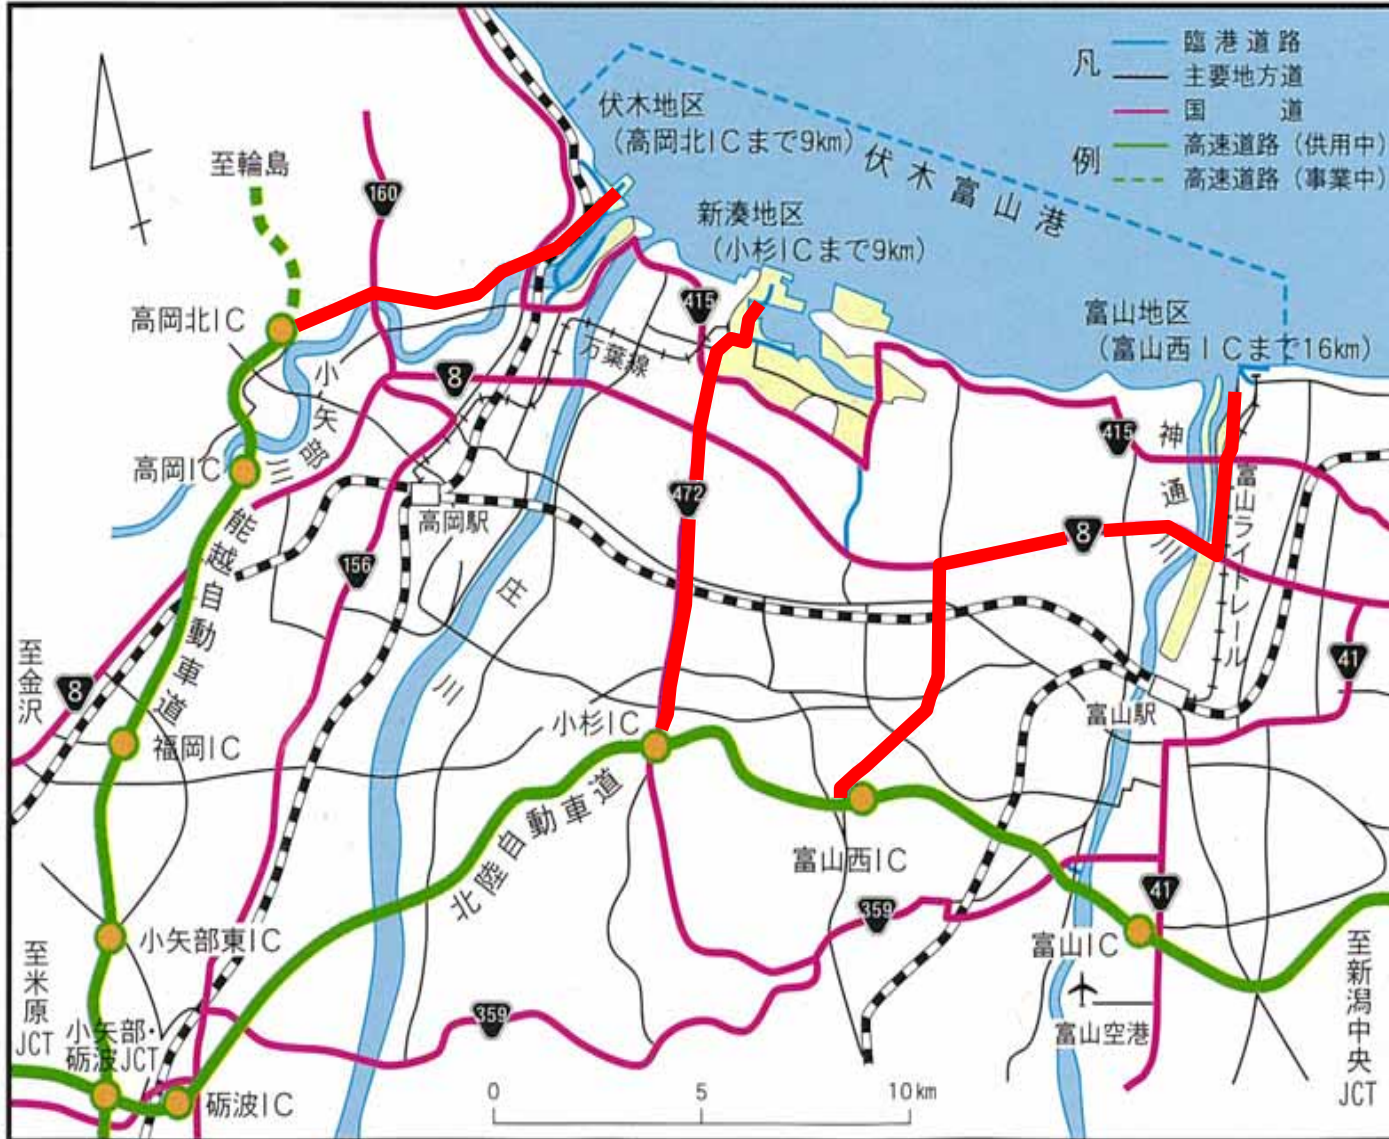 凡例
臨港道路
主要地方道
国道
高速道路（供用中）
高速道路（事業中）
伏木地区
（高岡北ICまで9km）
伏木富山港
至輪島
160
新湊地区
（小杉ICまで9km）
415
富山地区
（富山西ICまで16km）
高岡北IC
小矢部川
万葉線
8
415
神通川
富山ライトレール
高岡IC
472
高岡駅
8
能越自動車道
156
庄川
至金沢
8
41
福岡IC
小杉IC
富山駅
北陸自動車道
富山西IC
359
41
小矢部東IC
富山IC
至米原JCT
至新潟中央JCT
359
富山空港
小矢部・
砺波JCT
砺波IC
0 5 10km